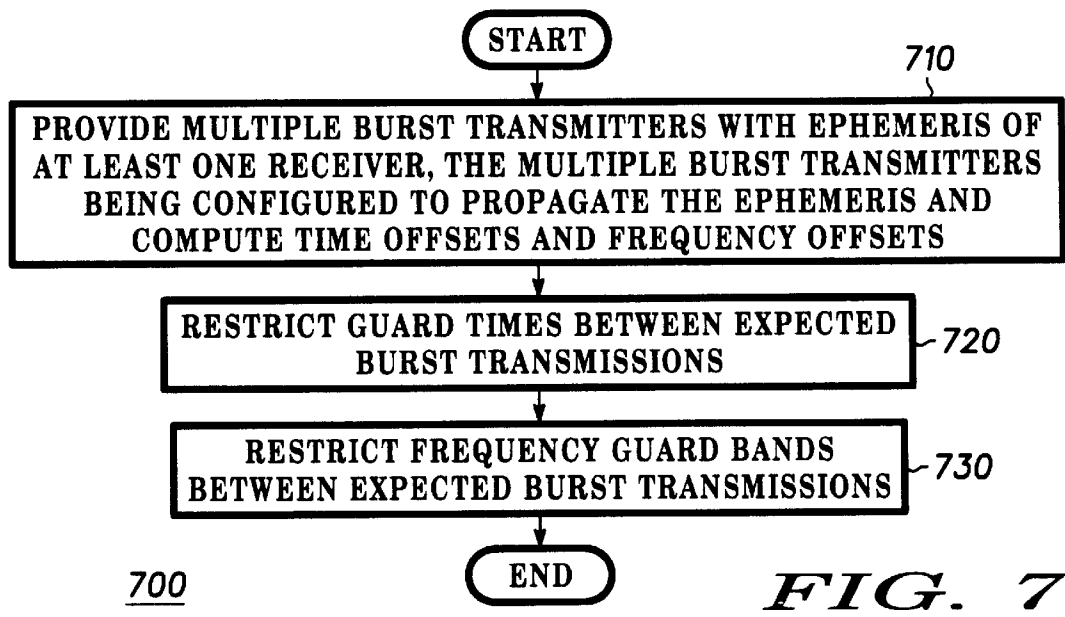 START
710
PROVIDE MULTIPLE BURST TRANSMITTERS WITH EPHEMERIS OF
AT LEAST ONE RECEIVER, THE MULTIPLE BURST TRANSMITTERS
BEING CONFIGURED TO PROPAGATE THE EPHEMERIS AND
COMPUTE TIME OFFSETS AND FREQUENCY OFFSETS
RESTRICT GUARD TIMES BETWEEN EXPECTED
BURST TRANSMISSIONS
720
RESTRICT FREQUENCY GUARD BANDS
BETWEEN EXPECTED BURST TRANSMISSIONS
730
END
700
FIG. 7